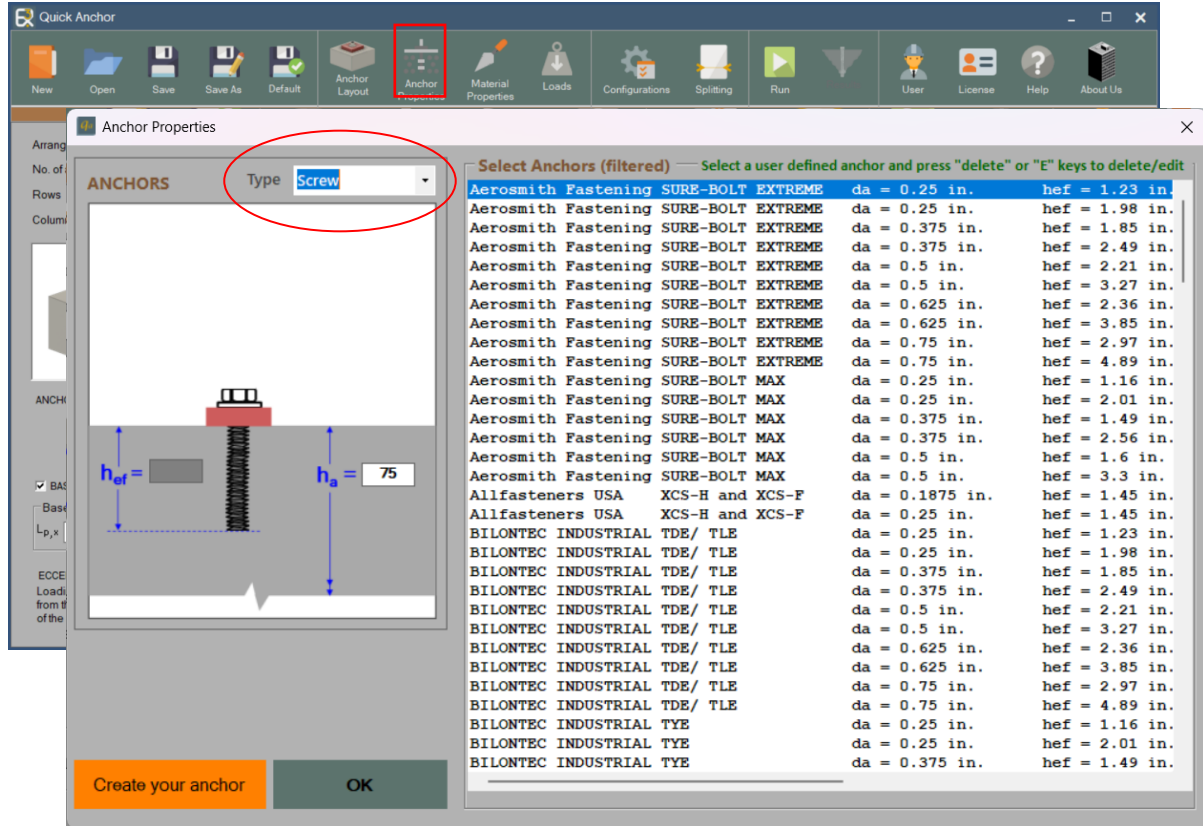 Quick Anchor
New Open Save Save As Default Anchor Layout Anchor Properties Material Properties Loads Configurations Splitting Run User License Help About Us
Anchor Properties
Arrang
No. of
Rows
Colum
ANCHORS
Type Screw
hef =
ha = 75
BAS
Base
Lp,x
ECCE
Loadi
from t
of the
Create your anchor
OK
Select Anchors (filtered) Select a user defined anchor and press "delete" or "E" keys to delete/edit
Aerosmith Fastening SURE-BOLT EXTREME da = 0.25 in. hef = 1.23 in.
Aerosmith Fastening SURE-BOLT EXTREME da = 0.25 in. hef = 1.98 in.
Aerosmith Fastening SURE-BOLT EXTREME da = 0.375 in. hef = 1.85 in.
Aerosmith Fastening SURE-BOLT EXTREME da = 0.375 in. hef = 2.49 in.
Aerosmith Fastening SURE-BOLT EXTREME da = 0.5 in. hef = 2.21 in.
Aerosmith Fastening SURE-BOLT EXTREME da = 0.5 in. hef = 3.27 in.
Aerosmith Fastening SURE-BOLT EXTREME da = 0.625 in. hef = 2.36 in.
Aerosmith Fastening SURE-BOLT EXTREME da = 0.625 in. hef = 3.85 in.
Aerosmith Fastening SURE-BOLT EXTREME da = 0.75 in. hef = 2.97 in.
Aerosmith Fastening SURE-BOLT EXTREME da = 0.75 in. hef = 4.89 in.
Aerosmith Fastening SURE-BOLT MAX da = 0.25 in. hef = 1.16 in.
Aerosmith Fastening SURE-BOLT MAX da = 0.25 in. hef = 2.01 in.
Aerosmith Fastening SURE-BOLT MAX da = 0.375 in. hef = 1.49 in.
Aerosmith Fastening SURE-BOLT MAX da = 0.375 in. hef = 2.56 in.
Aerosmith Fastening SURE-BOLT MAX da = 0.5 in. hef = 1.6 in.
Aerosmith Fastening SURE-BOLT MAX da = 0.5 in. hef = 3.3 in.
Allfasteners USA XCS-H and XCS-F da = 0.1875 in. hef = 1.45 in.
Allfasteners USA XCS-H and XCS-F da = 0.25 in. hef = 1.45 in.
BILONTEC INDUSTRIAL TDE/ TLE da = 0.25 in. hef = 1.23 in.
BILONTEC INDUSTRIAL TDE/ TLE da = 0.25 in. hef = 1.98 in.
BILONTEC INDUSTRIAL TDE/ TLE da = 0.375 in. hef = 1.85 in.
BILONTEC INDUSTRIAL TDE/ TLE da = 0.375 in. hef = 2.49 in.
BILONTEC INDUSTRIAL TDE/ TLE da = 0.5 in. hef = 2.21 in.
BILONTEC INDUSTRIAL TDE/ TLE da = 0.5 in. hef = 3.27 in.
BILONTEC INDUSTRIAL TDE/ TLE da = 0.625 in. hef = 2.36 in.
BILONTEC INDUSTRIAL TDE/ TLE da = 0.625 in. hef = 3.85 in.
BILONTEC INDUSTRIAL TDE/ TLE da = 0.75 in. hef = 2.97 in.
BILONTEC INDUSTRIAL TDE/ TLE da = 0.75 in. hef = 4.89 in.
BILONTEC INDUSTRIAL TYE da = 0.25 in. hef = 1.16 in.
BILONTEC INDUSTRIAL TYE da = 0.25 in. hef = 2.01 in.
BILONTEC INDUSTRIAL TYE da = 0.375 in. hef = 1.49 in.